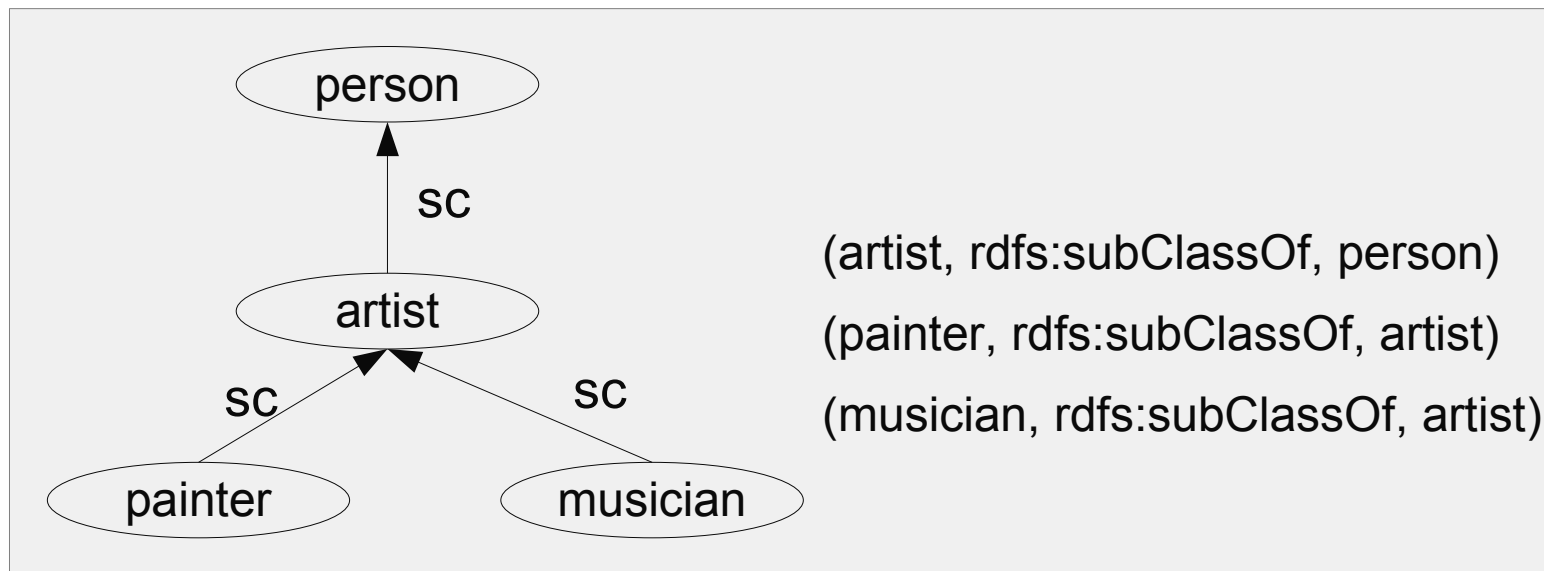 person
sc
artist
sc
sc
painter
musician
(artist, rdfs:subClassOf, person)
(painter, rdfs:subClassOf, artist)
(musician, rdfs:subClassOf, artist)